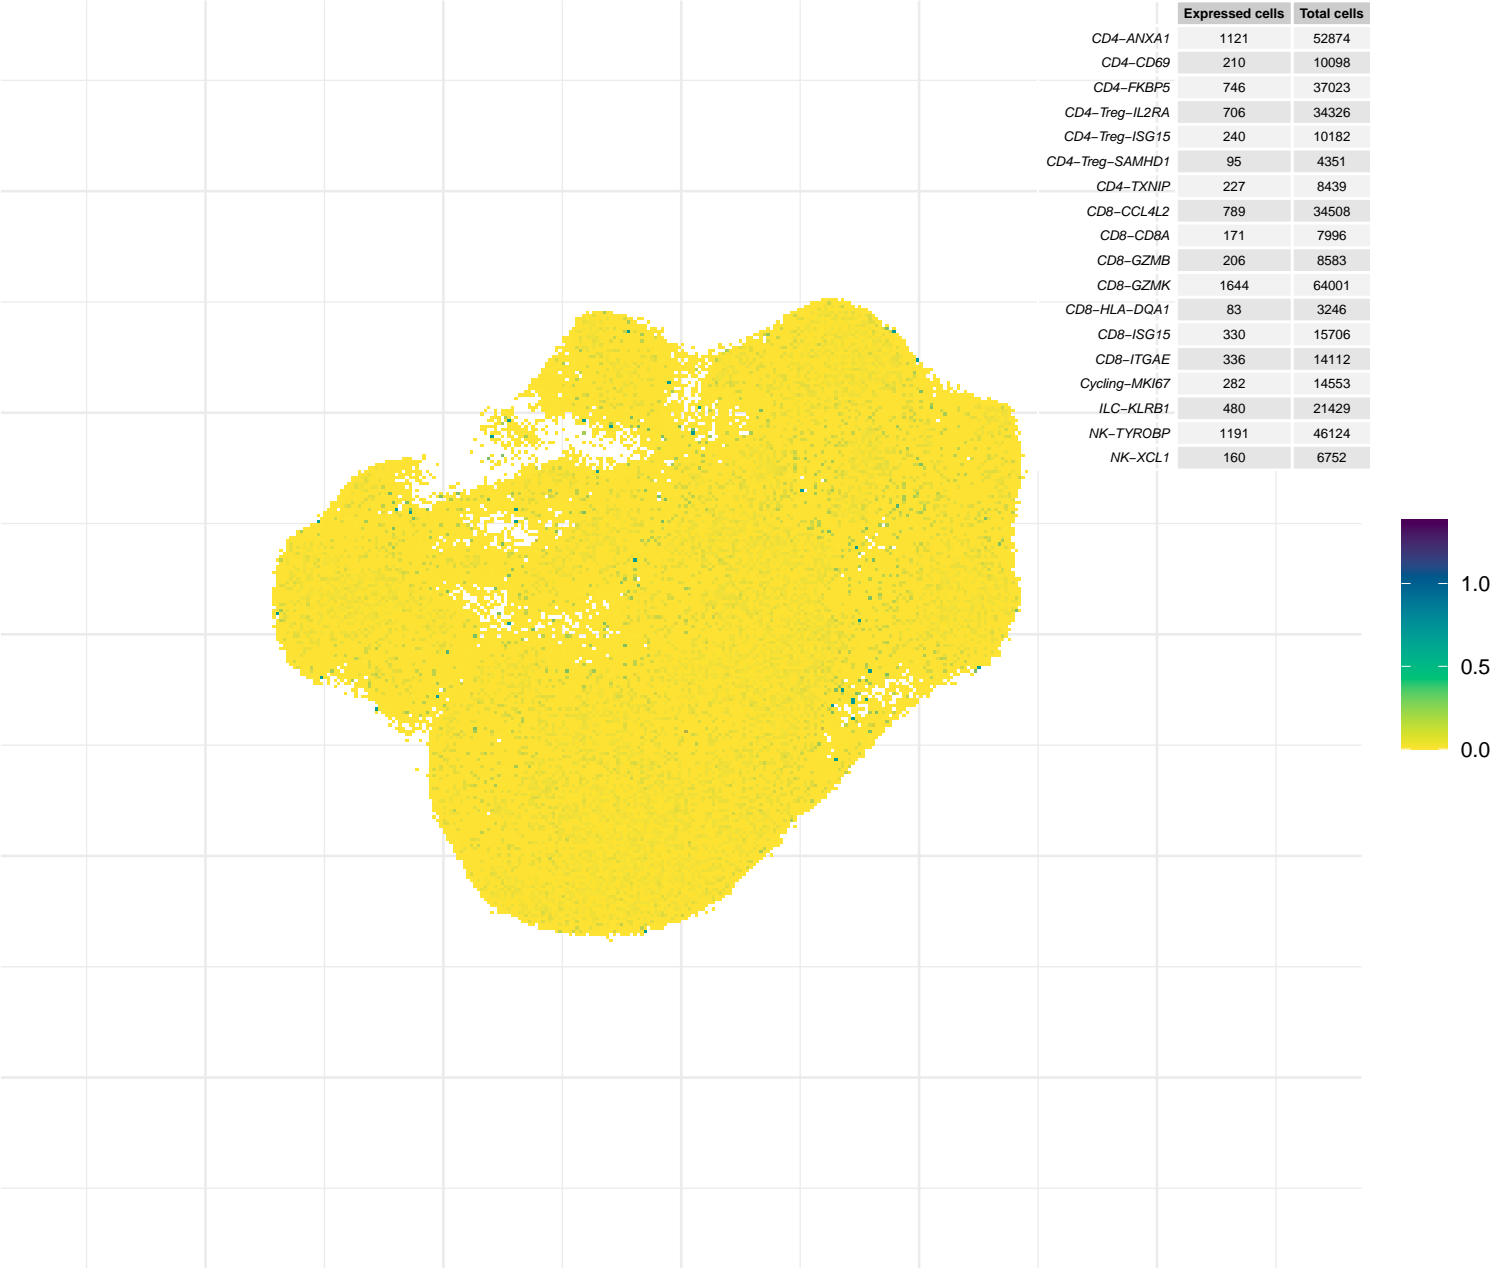 Expressed cells Total cells
CD4−ANXA1 1121 52874
CD4−CD69 210 10098
CD4−FKBP5 746 37023
CD4−Treg−IL2RA 706 34326
CD4−Treg−ISG15 240 10182
CD4−Treg−SAMHD1 95 4351
CD4−TXNIP 227 8439
CD8−CCL4L2 789 34508
CD8−CD8A 171 7996
CD8−GZMB 206 8583
CD8−GZMK 1644 64001
CD8−HLA−DQA1 83 3246
CD8−ISG15 330 15706
CD8−ITGAE 336 14112
Cycling−MKI67 282 14553
ILC−KLRB1 480 21429
NK−TYROBP 1191 46124
NK−XCL1 160 6752
1.0
0.5
0.0